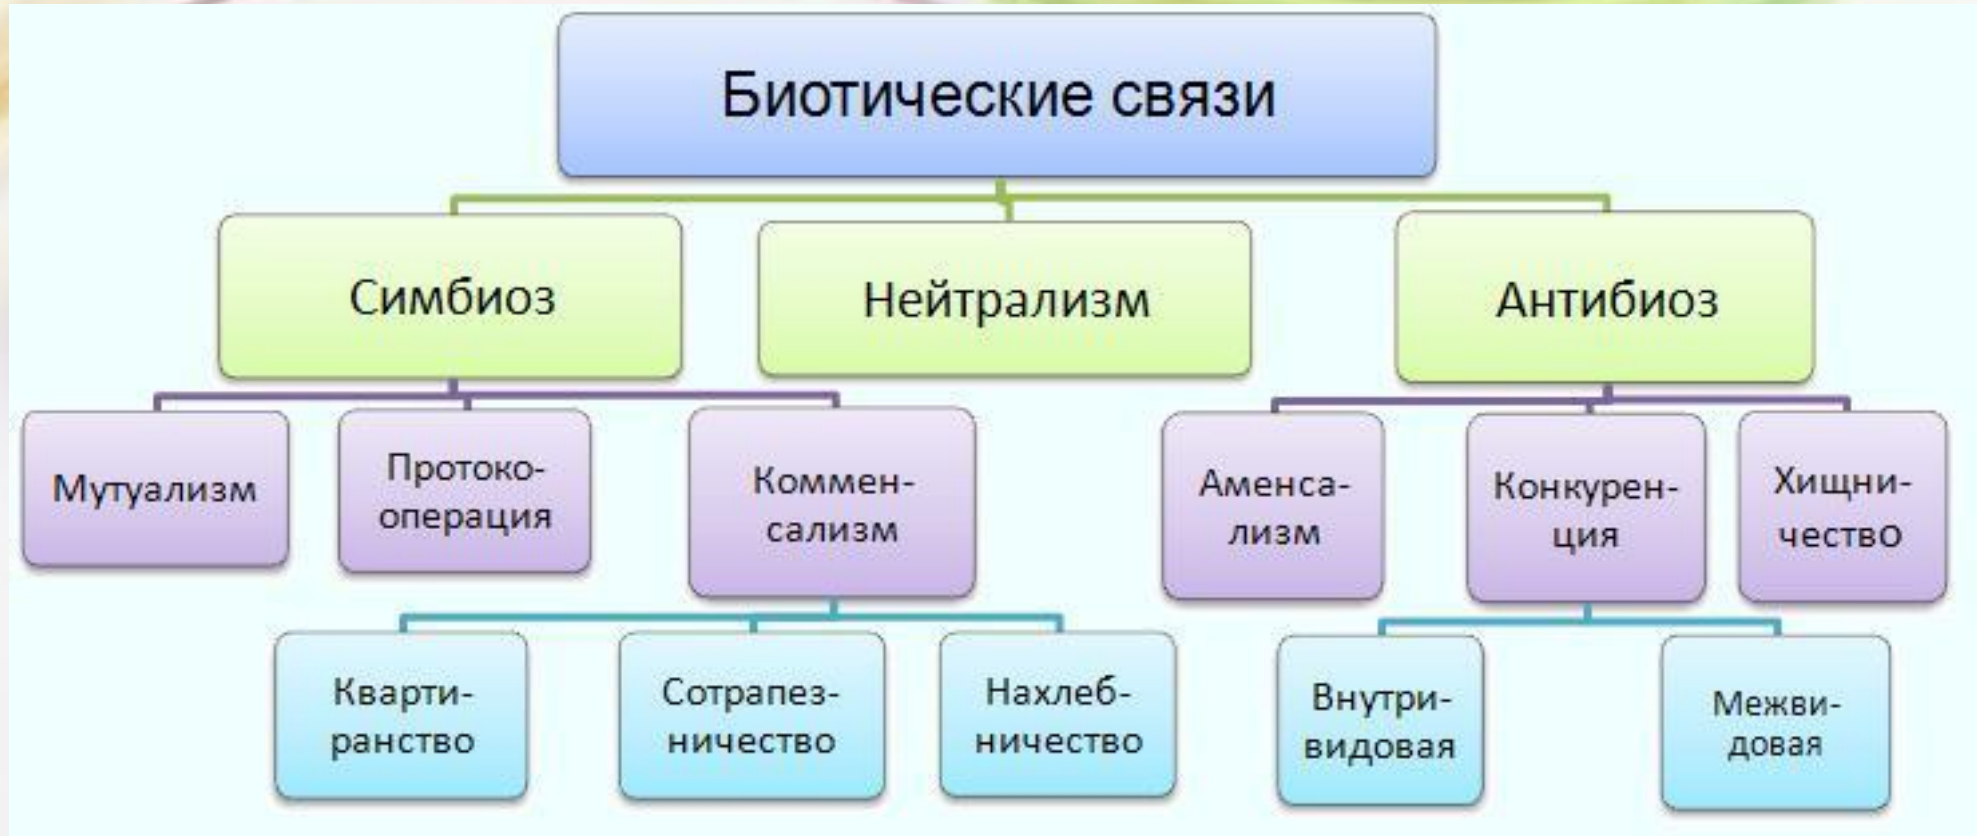 Биотические связи
Симбиоз
Нейтрализм
Антибиоз
Мутуализм
Протоко-
операция
Коммен-
сализм
Аменса-
лизм
Конкурен-
ция
Хищни-
чество
Кварти-
ранство
Сотрапез-
ничество
Нахлеб-
ничество
Внутри-
видовая
Межви-
довая